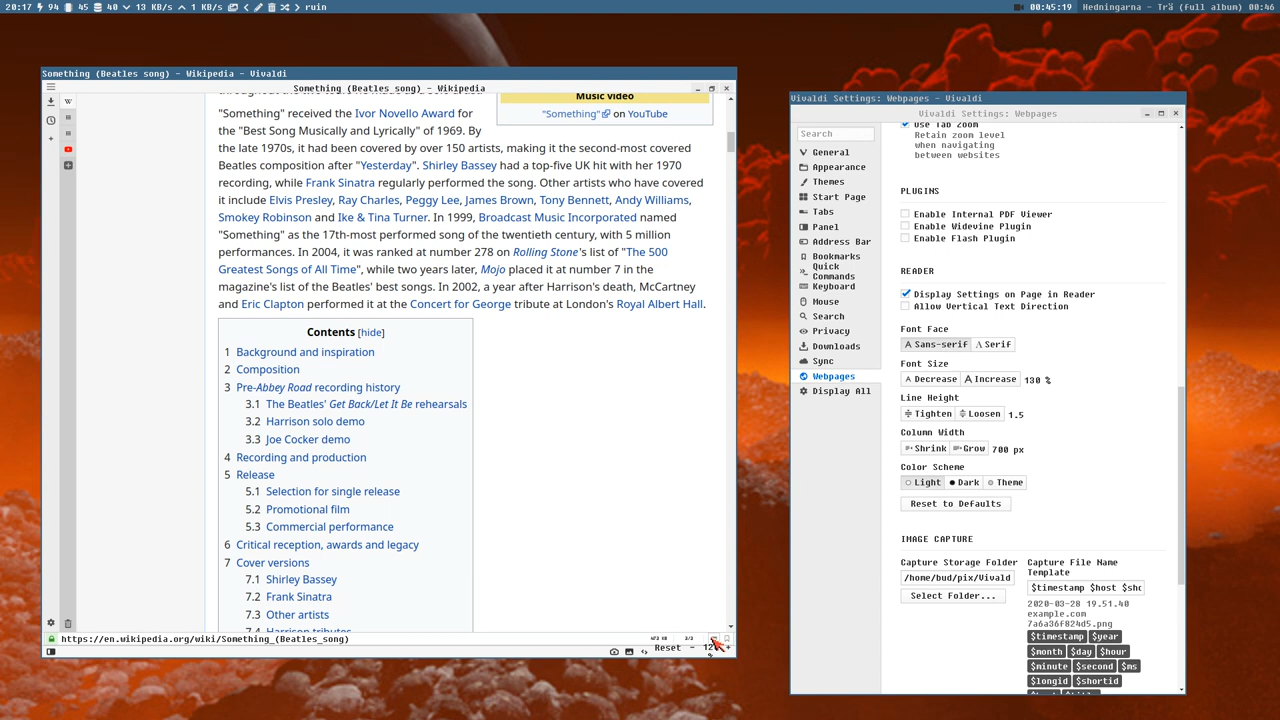 20:17 94 45 40 13 KB/s 1 KB/s ruin
00:45:19 Hedningarna - Trä (full album) 00:46
Something (Beatles song) - Wikipedia - Vivaldi
Something (Beatles song) - Wikipedia
"Something" received the Ivor Novello Award for
the "Best Song Musically and Lyrically" of 1969. By
the late 1970s, it had been covered by over 150 artists, making it the second-most covered
Beatles composition after "Yesterday". Shirley Bassey had a top-five UK hit with her 1970
recording, while Frank Sinatra regularly performed the song. Other artists who have covered
it include Elvis Presley, Ray Charles, Peggy Lee, James Brown, Tony Bennett, Andy Williams,
Smokey Robinson and Ike & Tina Turner. In 1999, Broadcast Music Incorporated named
"Something" as the 17th-most performed song of the twentieth century, with 5 million
performances. In 2004, it was ranked at number 278 on Rolling Stone's list of "The 500
Greatest Songs of All Time", while two years later, Mojo placed it at number 7 in the
magazine's list of the Beatles' best songs. In 2002, a year after Harrison's death, McCartney
and Eric Clapton performed it at the Concert for George tribute at London's Royal Albert Hall.
Music video
"Something" on YouTube
Contents [hide]
1 Background and inspiration
2 Composition
3 Pre-Abbey Road recording history
3.1 The Beatles' Get Back/Let It Be rehearsals
3.2 Harrison solo demo
3.3 Joe Cocker demo
4 Recording and production
5 Release
5.1 Selection for single release
5.2 Promotional film
5.3 Commercial performance
6 Critical reception, awards and legacy
7 Cover versions
7.1 Shirley Bassey
7.2 Frank Sinatra
7.3 Other artists
7.4 Harrison tributes
https://en.wikipedia.org/wiki/Something_(Beatles_song)
Reset
Vivaldi Settings: Webpages - Vivaldi
Vivaldi Settings: Webpages
Search
General
Appearance
Themes
Start Page
Tabs
Panel
Address Bar
Bookmarks
Quick
Commands
Keyboard
Mouse
Search
Privacy
Downloads
Sync
Webpages
Display All
Use Tab Zoom
Retain zoom level
when navigating
between websites
PLUGINS
Enable Internal PDF Viewer
Enable Widevine Plugin
Enable Flash Plugin
READER
Display Settings on Page in Reader
Allow Vertical Text Direction
Font Face
A Sans-serif A Serif
Font Size
A Decrease A Increase 130 %
Line Height
Tighten Loosen 1.5
Column Width
Shrink Grow 700 px
Color Scheme
Light Dark Theme
Reset to Defaults
IMAGE CAPTURE
Capture Storage Folder
/home/bud/pix/Vivald
Select Folder...
Capture File Name
Template
$timestamp $host $shc
2020-03-28 19.51.40
example.com
7a6a36f824d5.png
$timestamp $year
$month $day $hour
$minute $second $ms
$longid $shortid